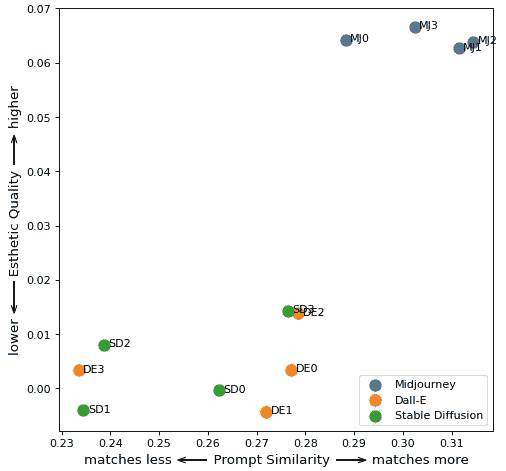 0.07
MJ3
MJ0
MJ2
MJ1
0.06
0.05
0.04
0.03
0.02
0.01
0.00
lower Esthetic Quality higher
SD3
DE2
SD2
DE3
DE0
SD0
SD1
DE1
Midjourney
Dall-E
Stable Diffusion
0.23 0.24 0.25 0.26 0.27 0.28 0.29 0.30 0.31
matches less Prompt Similarity matches more